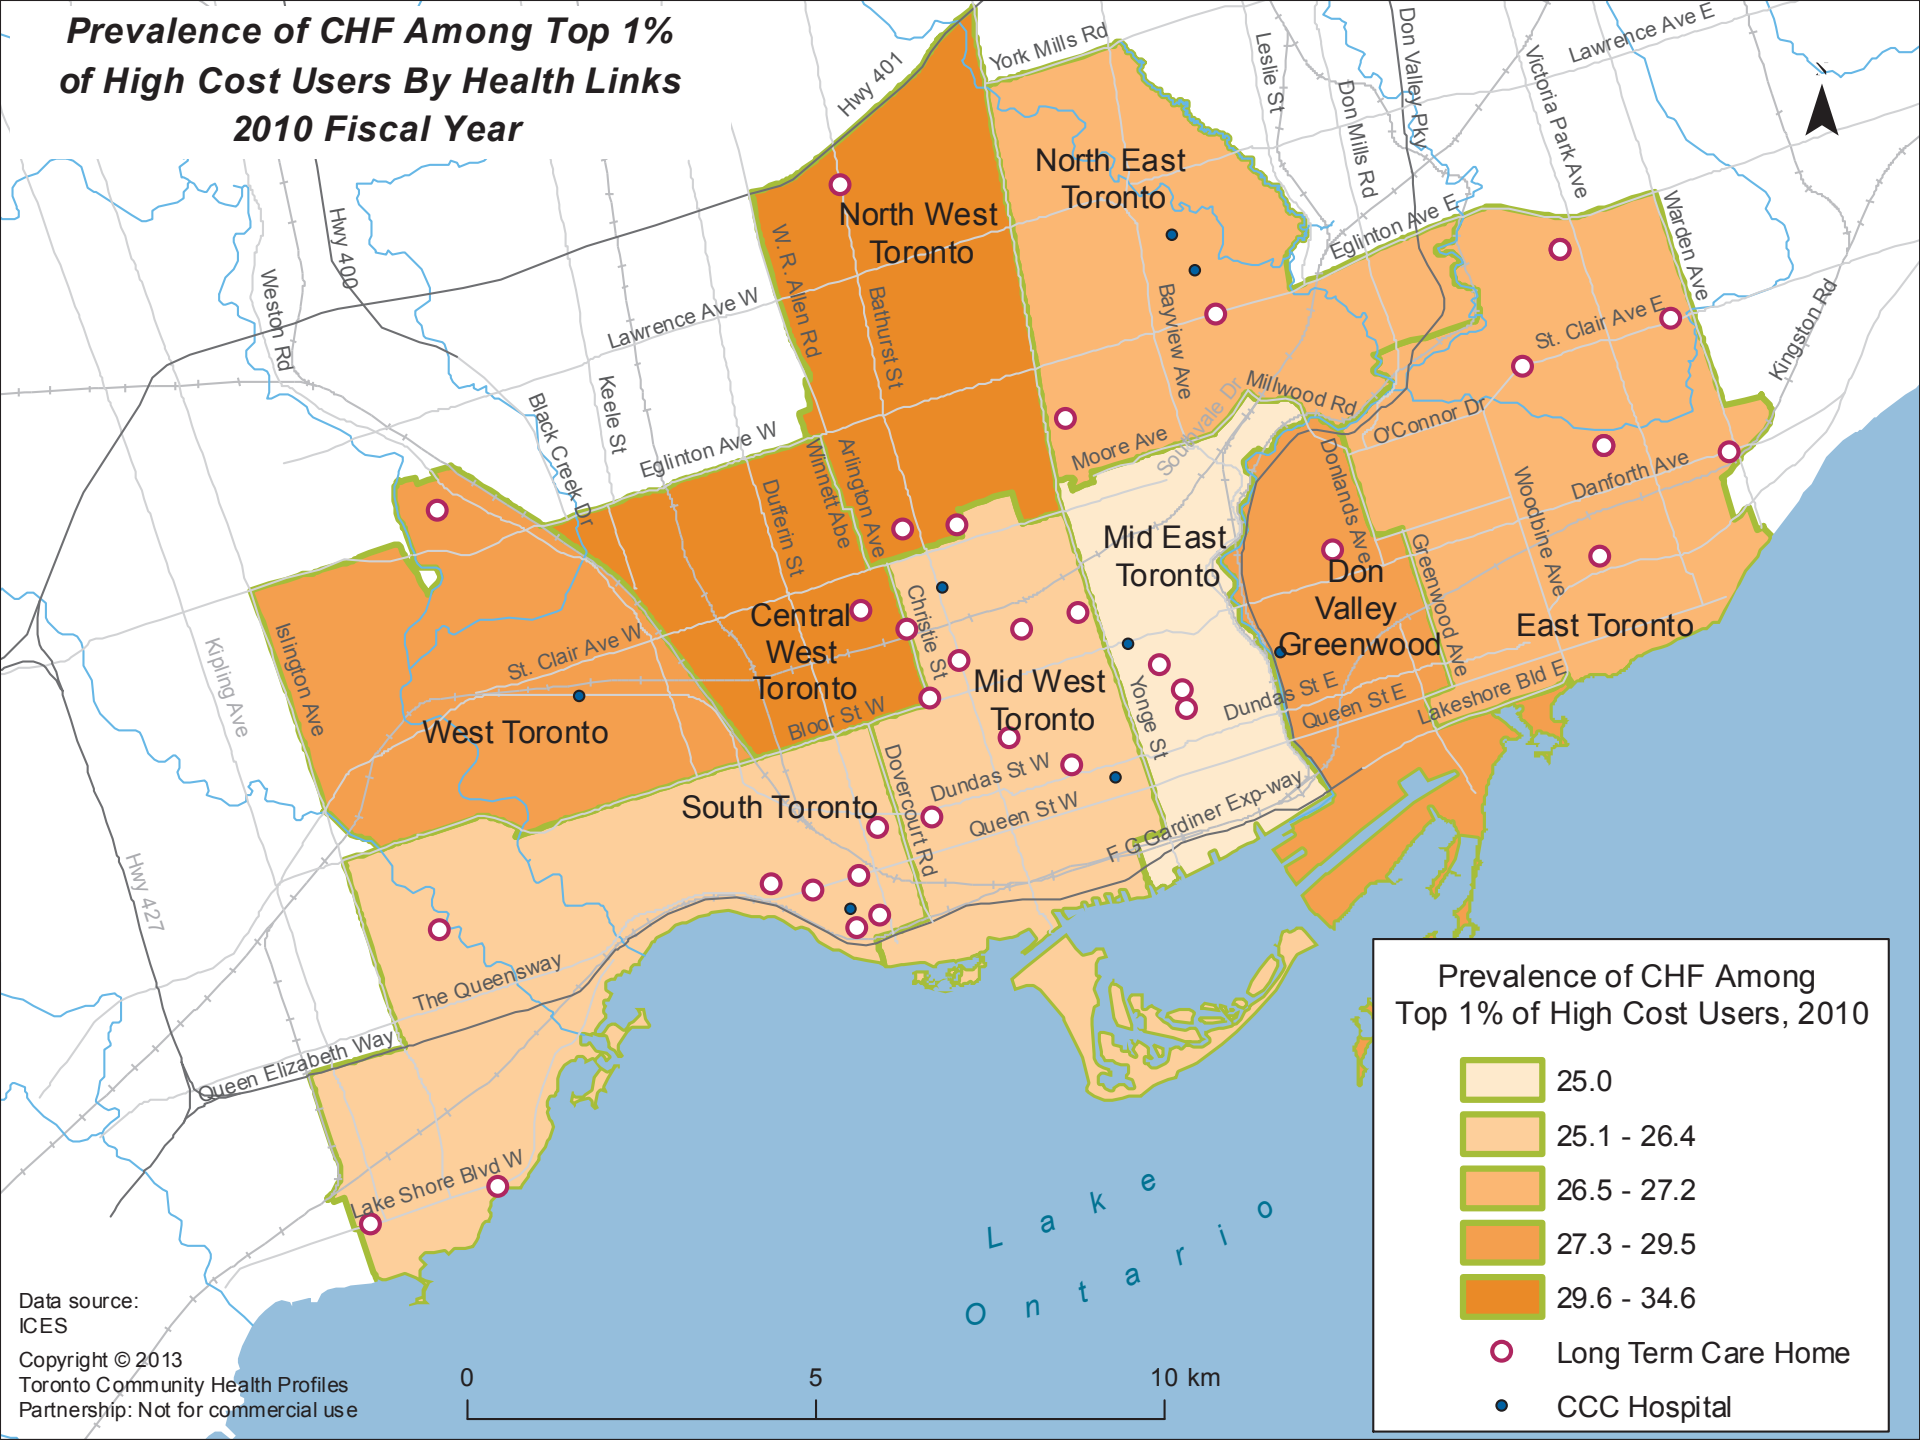 Prevalence of CHF Among Top 1%
of High Cost Users By Health Links
2010 Fiscal Year
Hwy 401
York Mills Rd
Leslie St
Don Mills Rd
Don Valley Pky
Victoria Park Ave
Lawrence Ave E
N
North East
Toronto
North West
Toronto
Hwy 400
Weston Rd
W. R. Allen Rd
Bathurst St
Bayview Ave
Eglinton Ave E
Warden Ave
Kingston Rd
Lawrence Ave W
St. Clair Ave E
Black Creek Dr
Keele St
Eglinton Ave W
Dufferin St
Winnett Abe
Arlington Ave
Moore Ave
Southvale Dr
Millwood Rd
O'Connor Dr
Donlands Ave
Danforth Ave
Woodbine Ave
Greenwood Ave
Mid East
Toronto
Don
Valley
Greenwood
East Toronto
Kipling Ave
Islington Ave
St. Clair Ave W
West Toronto
Central
West
Toronto
Christie St
Mid West
Toronto
Bloor St W
Yonge St
Dundas St E
Queen St E
Lakeshore Bld E
South Toronto
Dovercourt Rd
Dundas St W
Queen St W
F G Gardiner Exp-way
Hwy 427
The Queensway
Queen Elizabeth Way
Lake Shore Blvd W
Lake
Ontario
Prevalence of CHF Among
Top 1% of High Cost Users, 2010
25.0
25.1 - 26.4
26.5 - 27.2
27.3 - 29.5
29.6 - 34.6
Long Term Care Home
CCC Hospital
Data source:
ICES
Copyright © 2013
Toronto Community Health Profiles
Partnership: Not for commercial use
0 5 10 km